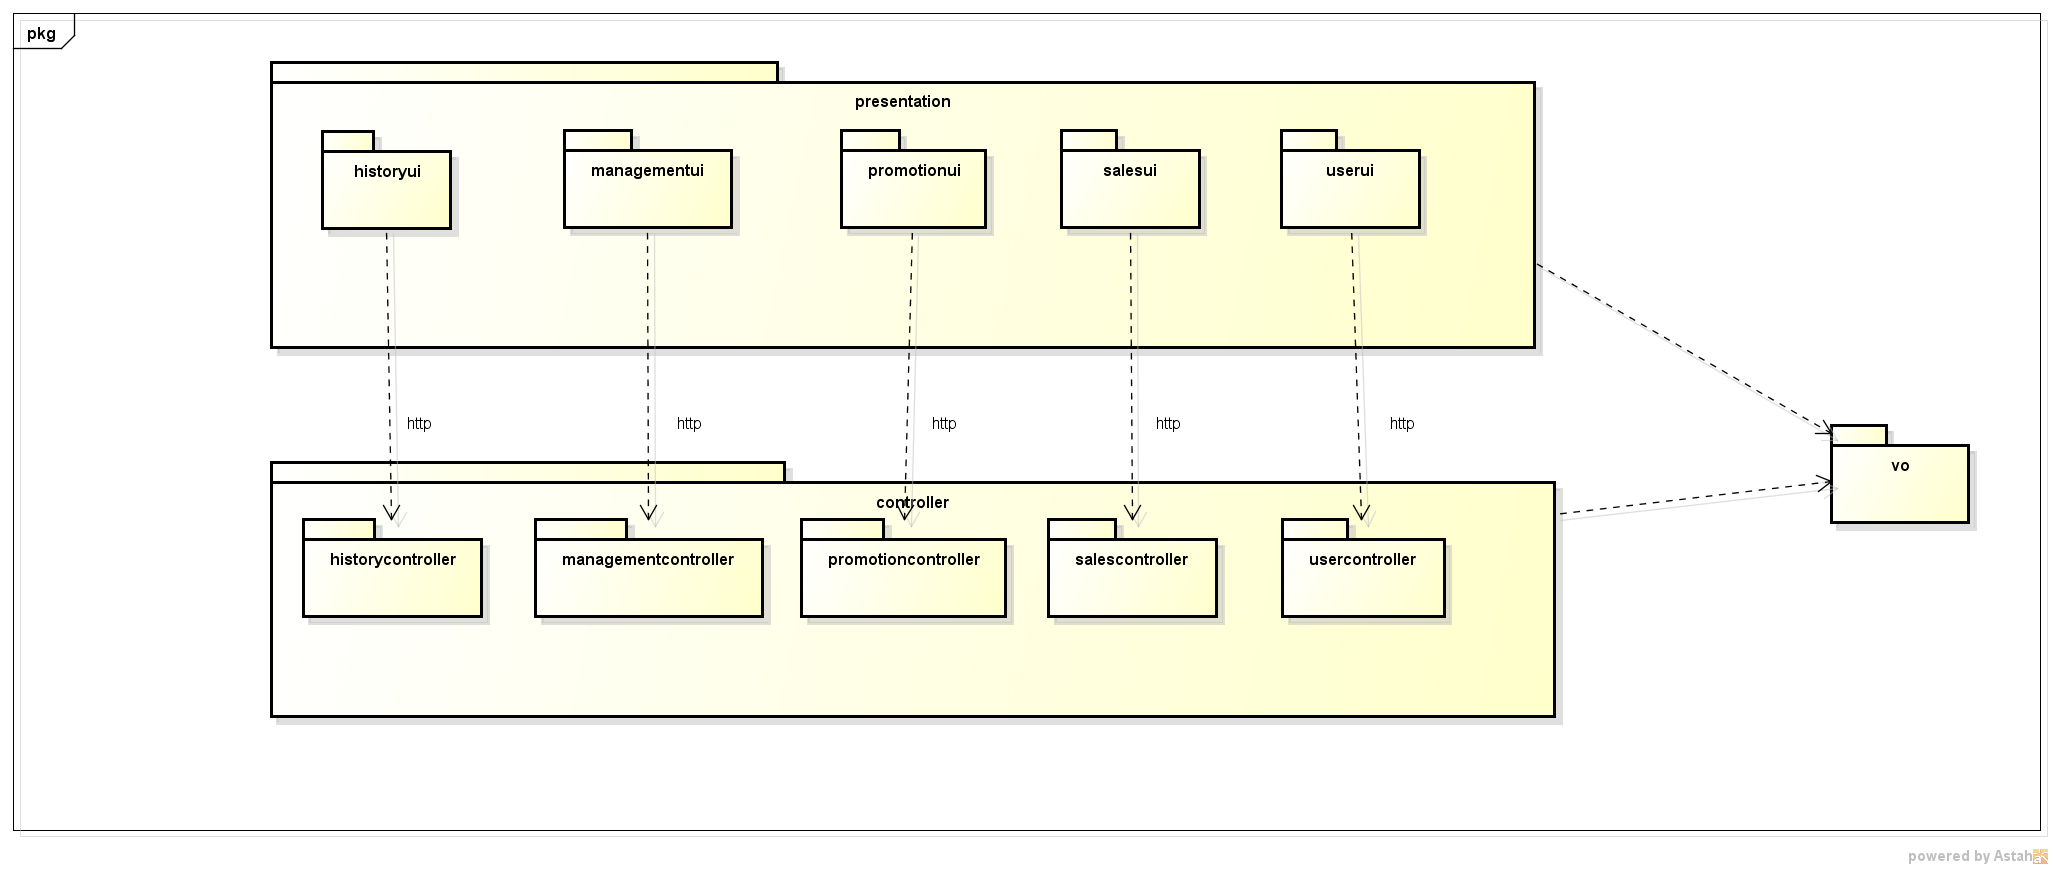 pkg
presentation
historyui
managementui
promotionui
salesui
userui
http
http
http
http
http
vo
controller
historycontroller
managementcontroller
promotioncontroller
salescontroller
usercontroller
powered by Astah